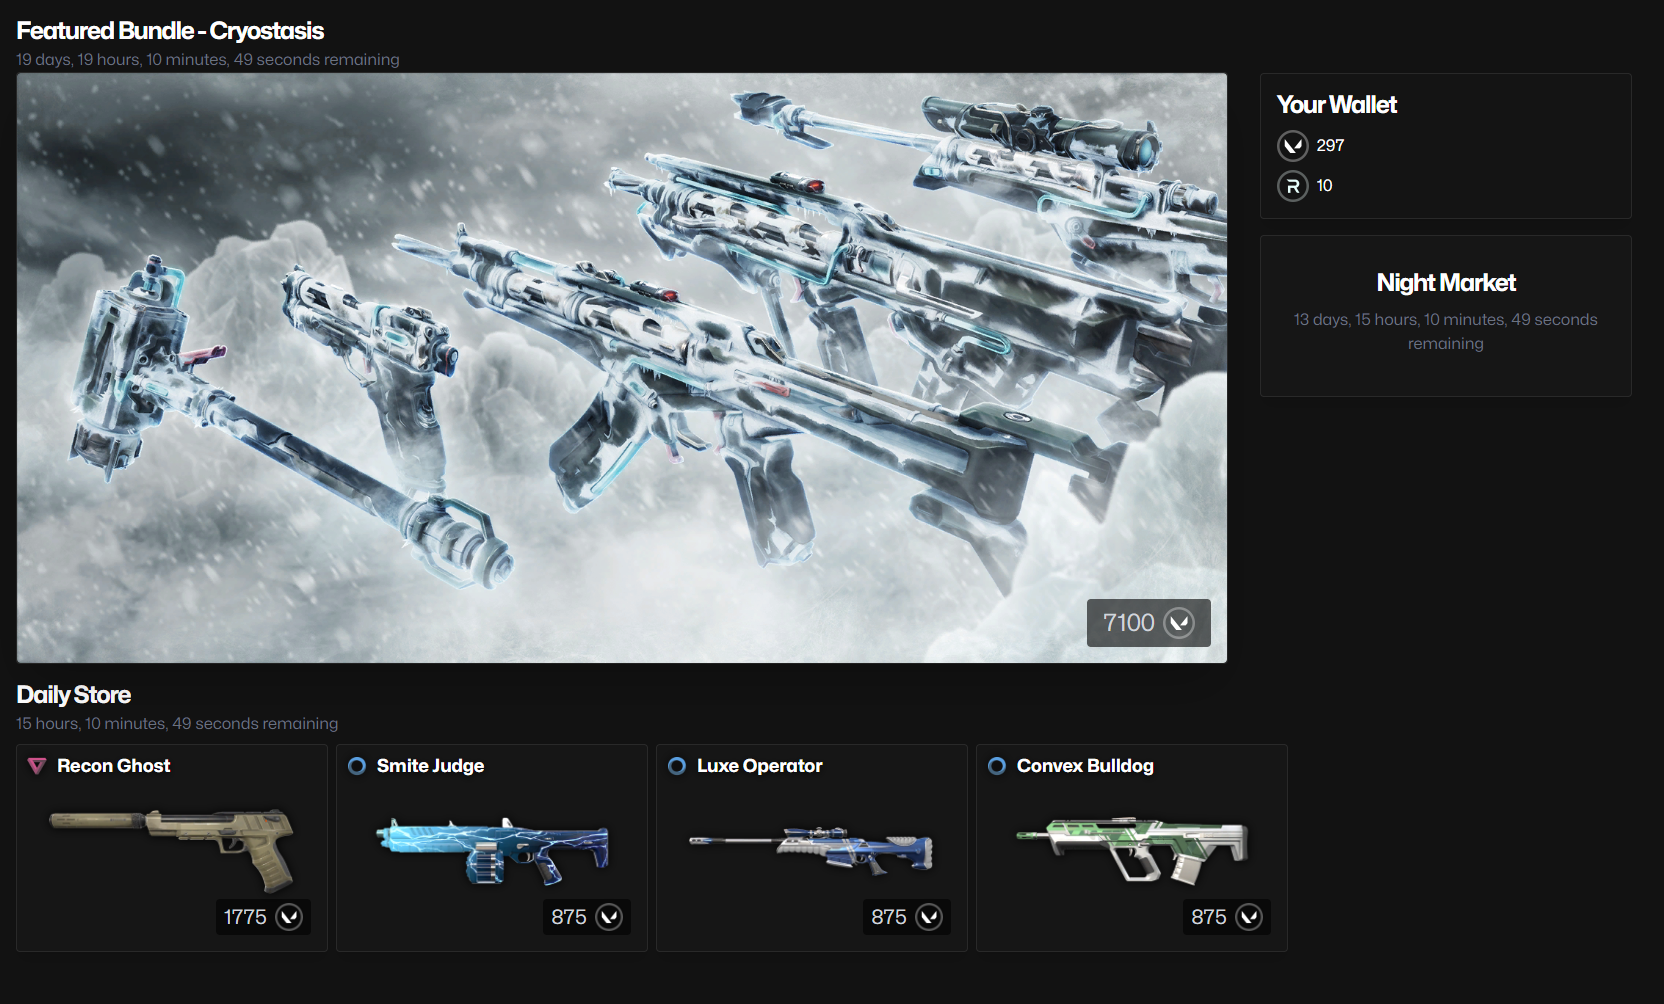 Featured Bundle - Cryostasis
19 days, 19 hours, 10 minutes, 49 seconds remaining
7100
Your Wallet
297
R 10
Night Market
13 days, 15 hours, 10 minutes, 49 seconds
remaining
Daily Store
15 hours, 10 minutes, 49 seconds remaining
Recon Ghost
1775
Smite Judge
875
Luxe Operator
875
Convex Bulldog
875